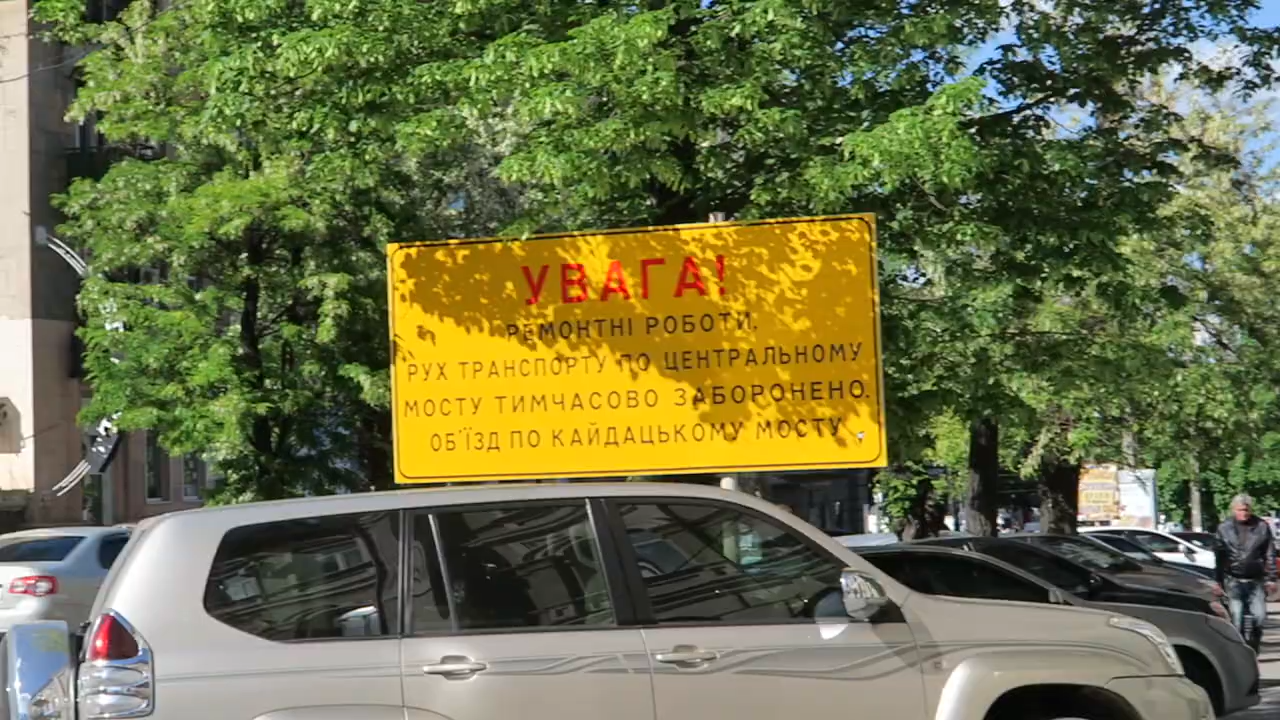 УВАГА!
РЕМОНТНІ РОБОТИ.
РУХ ТРАНСПОРТУ ПО ЦЕНТРАЛЬНОМУ
МОСТУ ТИМЧАСОВО ЗАБОРОНЕНО.
ОБ'ЇЗД ПО КАЙДАЦЬКОМУ МОСТУ